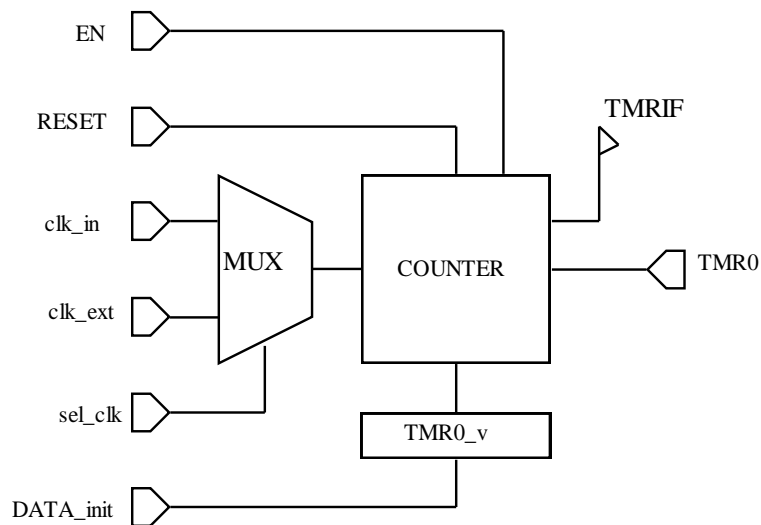 EN
RESET
TMRIF
clk_in
MUX
COUNTER
TMR0
clk_ext
sel_clk
TMR0_v
DATA_init